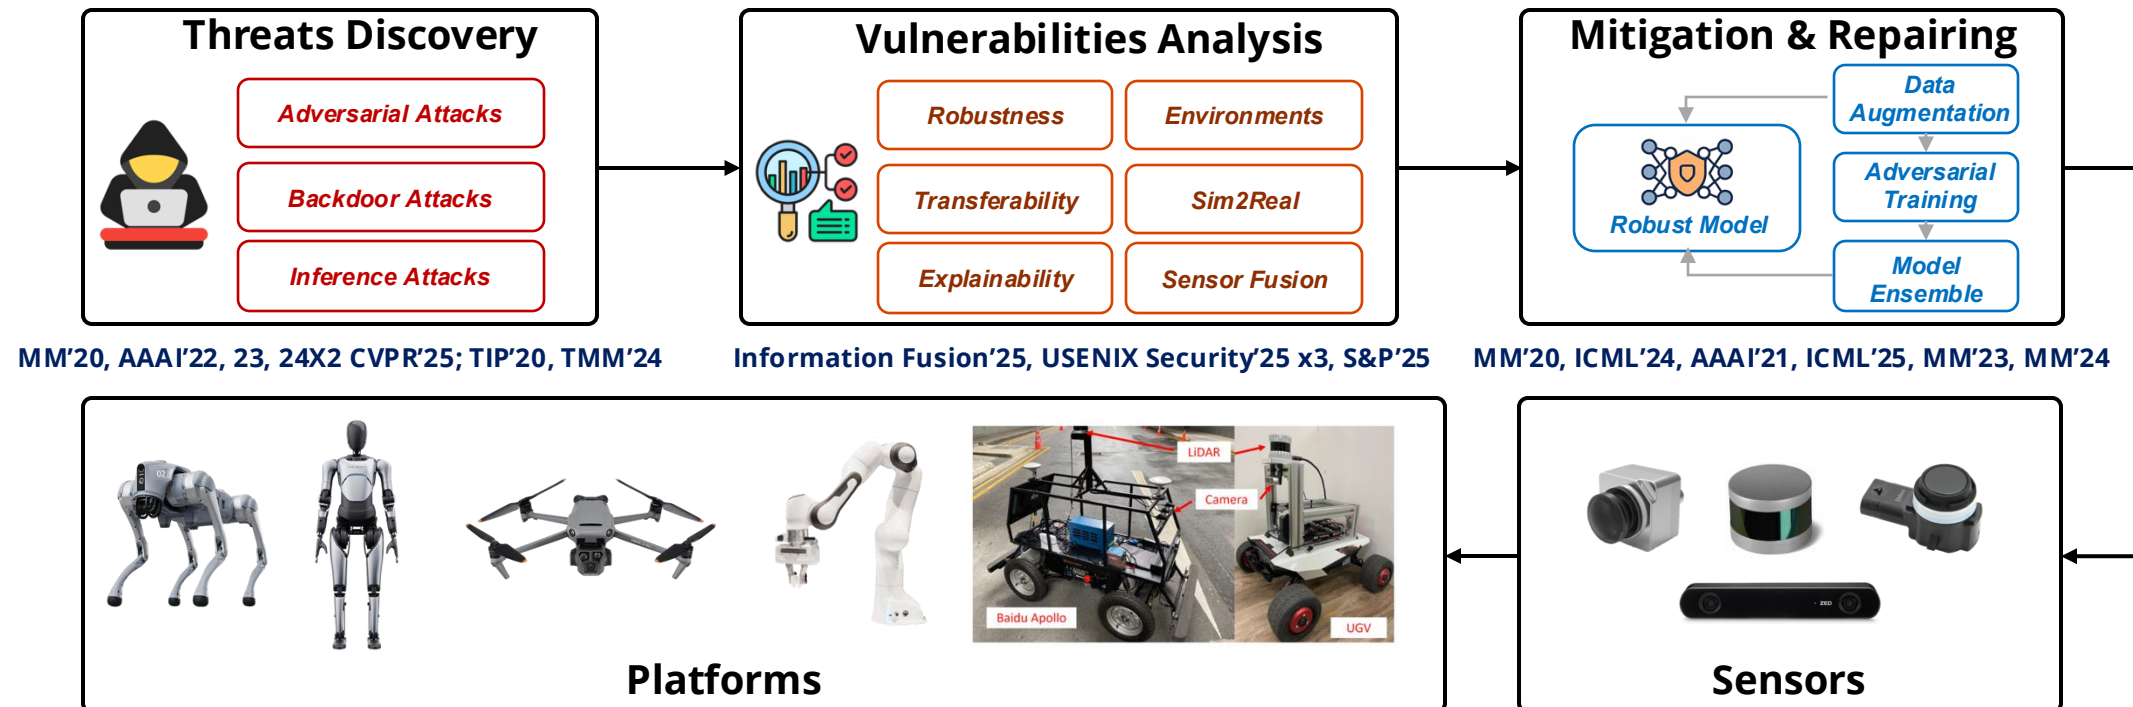 Threats Discovery
Adversarial Attacks
Backdoor Attacks
Inference Attacks
Vulnerabilities Analysis
Robustness
Environments
Transferability
Sim2Real
Explainability
Sensor Fusion
Mitigation & Repairing
Data
Augmentation
Adversarial
Training
Model
Ensemble
Robust Model
MM’20, AAAI’22, 23, 24X2 CVPR’25; TIP’20, TMM’24
Information Fusion’25, USENIX Security’25 x3, S&P’25
MM’20, ICML’24, AAAI’21, ICML’25, MM’23, MM’24
02
LiDAR
Camera
Baidu Apollo
UGV
Platforms
ZED
Sensors